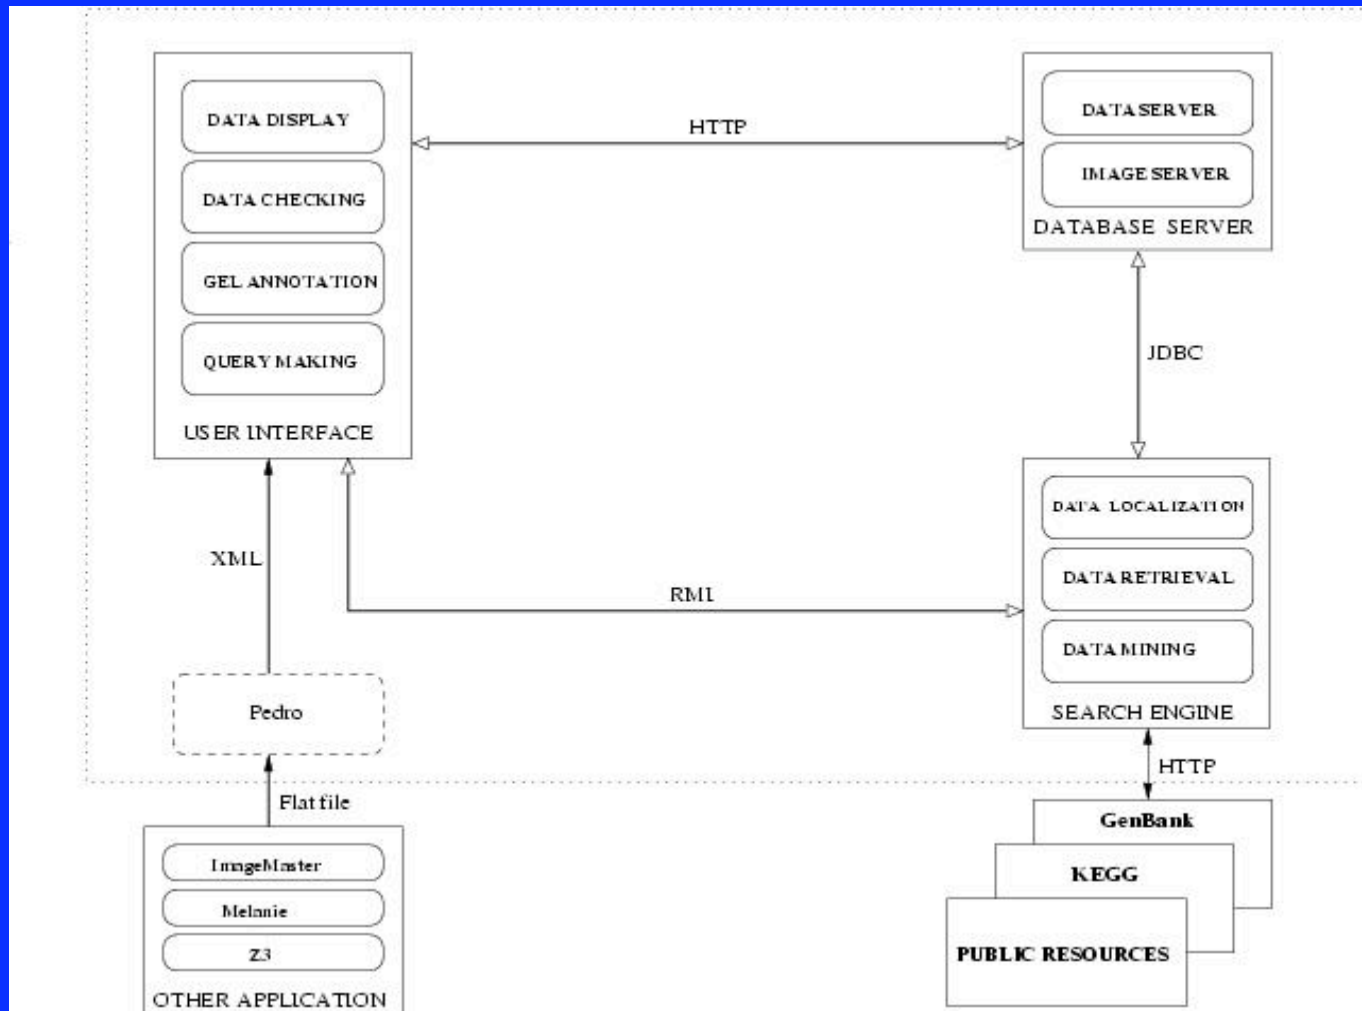 DATA DISPLAY
DATA CHECKING
GEL ANNOTATION
QUERY MAKING
USER INTERFACE
HTTP
DATA SERVER
IMAGE SERVER
DATABASE SERVER
JDBC
DATA LOCALIZATION
DATA RETRIEVAL
DATA MINING
SEARCH ENGINE
XML
RMI
Pedro
Flat file
HTTP
ImageMaster
Melanie
Z3
OTHER APPLICATION
GenBank
KEGG
PUBLIC RESOURCES